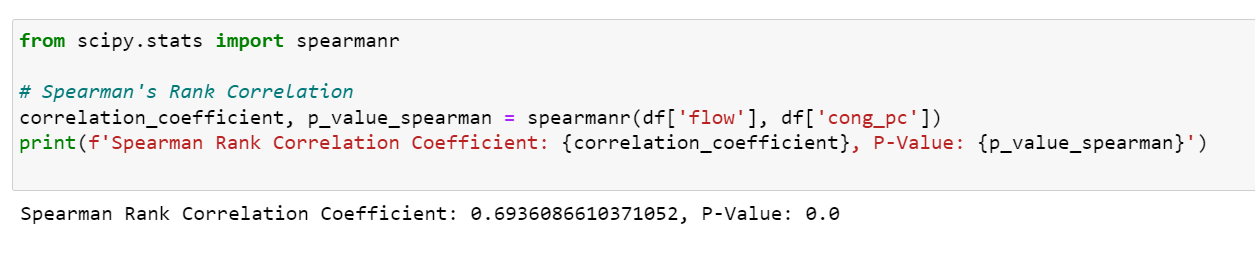 from scipy.stats import spearmanr
# Spearman's Rank Correlation
correlation_coefficient, p_value_spearman = spearmanr(df['flow'], df['cong_pc'])
print(f'Spearman Rank Correlation Coefficient: {correlation_coefficient}, P-Value: {p_value_spearman}')
Spearman Rank Correlation Coefficient: 0.6936086610371052, P-Value: 0.0